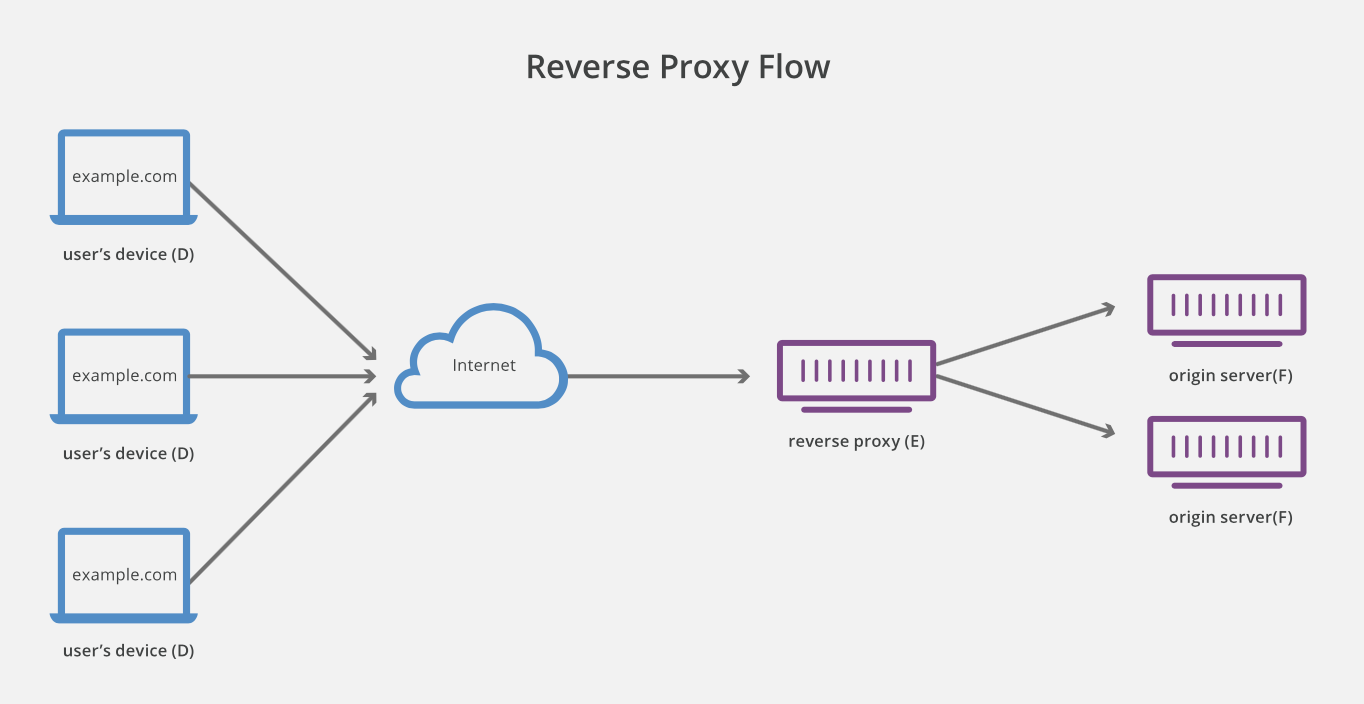 Reverse Proxy Flow
example.com
user’s device (D)
example.com
user’s device (D)
example.com
user’s device (D)
Internet
reverse proxy (E)
origin server(F)
origin server(F)